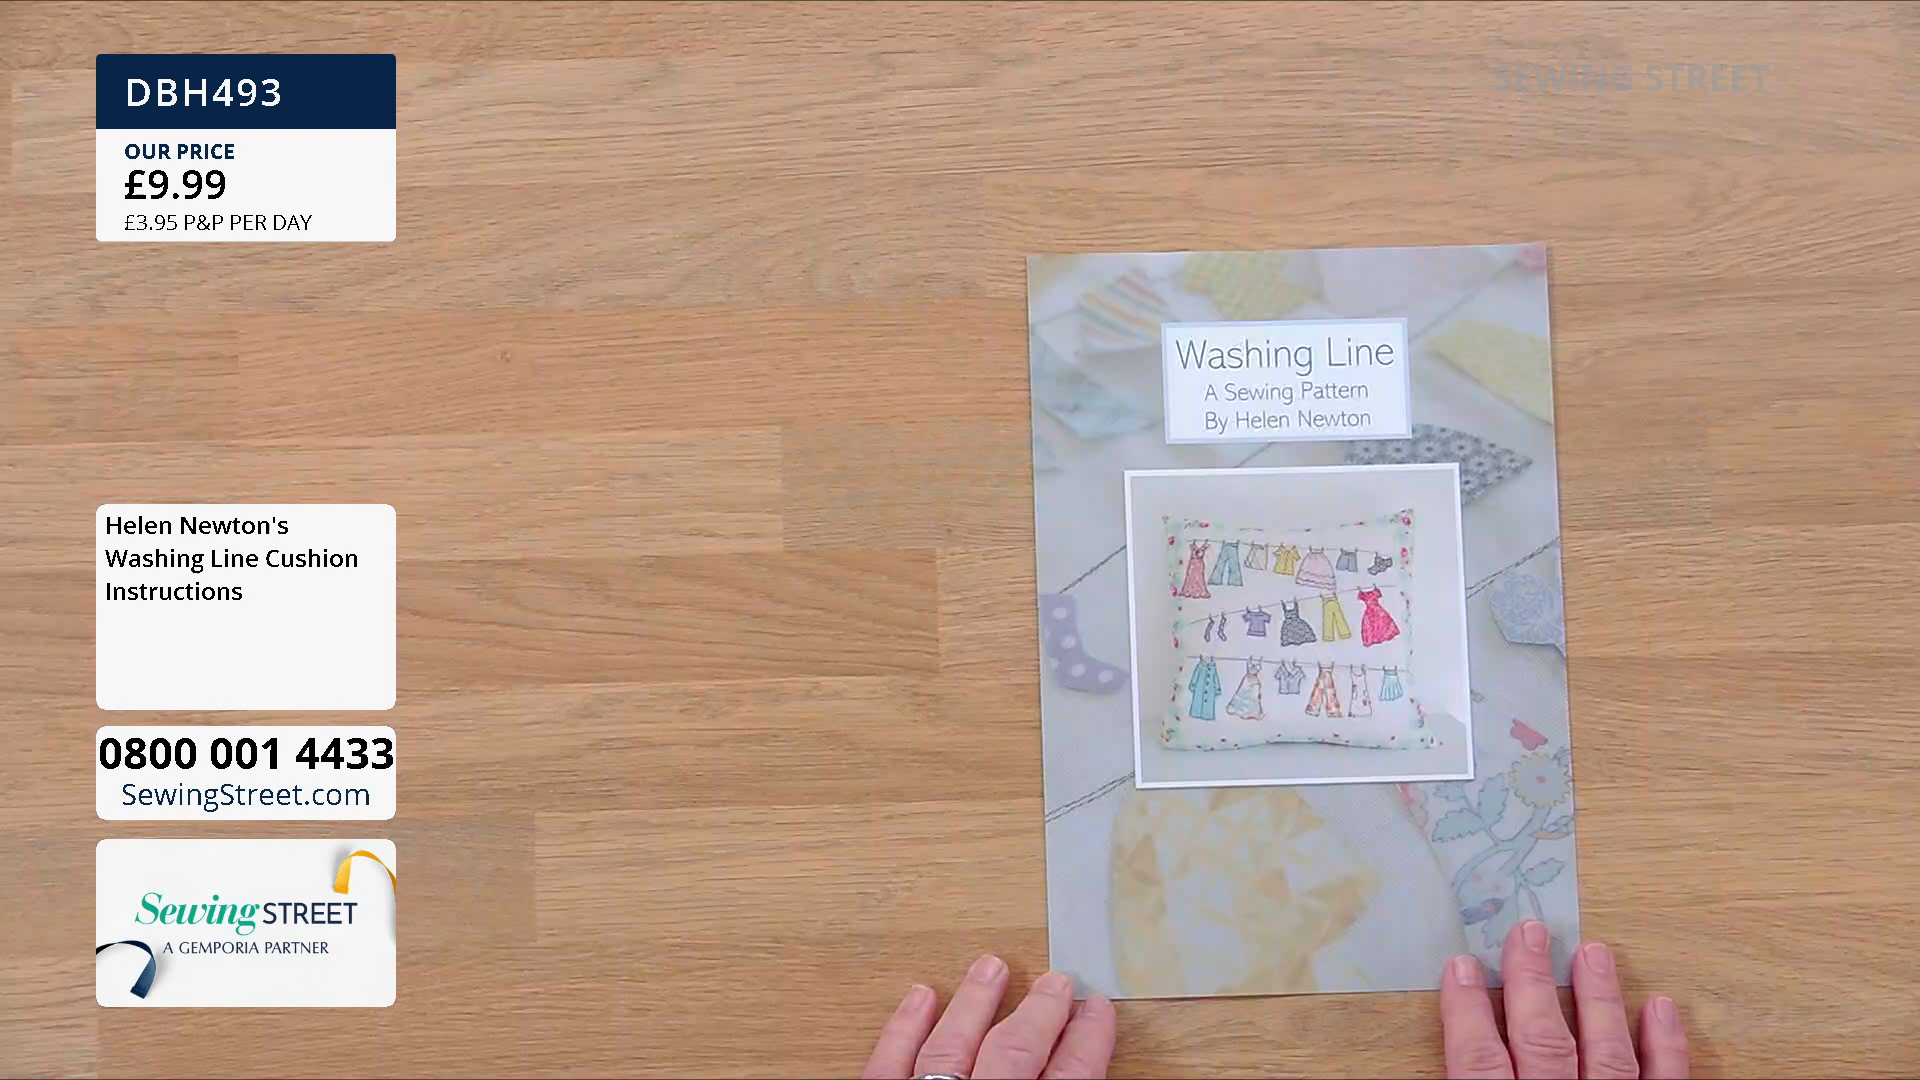 DBH493
OUR PRICE
£9.99
£3.95 P&P PER DAY
Helen Newton's
Washing Line Cushion
Instructions
0800 001 4433
SewingStreet.com
Sewing STREET
A GEMPORIA PARTNER
SEWING STREET
Washing Line
A Sewing Pattern
By Helen Newton